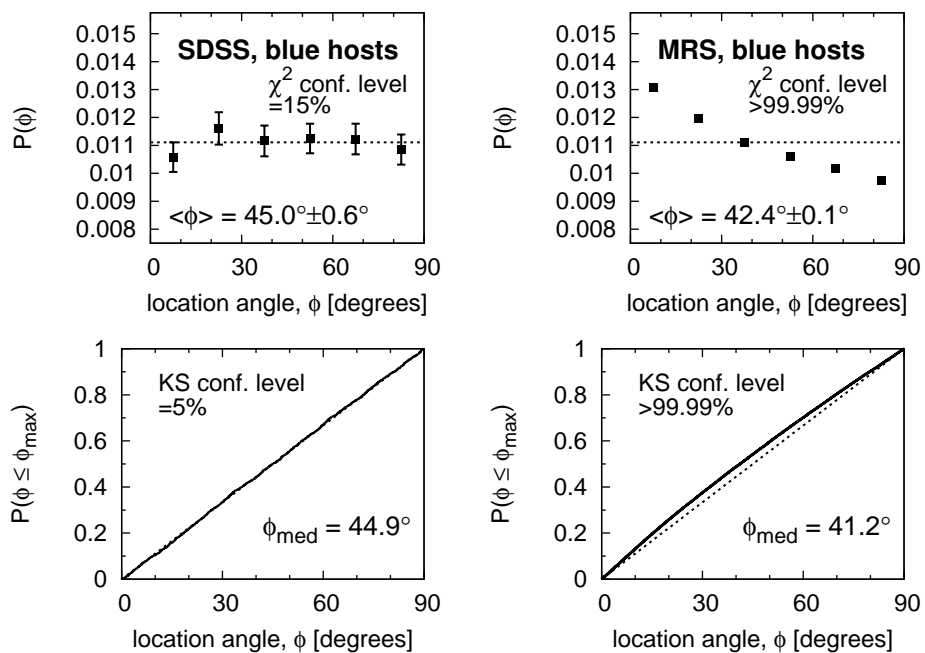 SDSS, blue hosts
χ² conf. level
=15%
<ϕ> = 45.0°±0.6°
P(ϕ)
0.015
0.014
0.013
0.012
0.011
0.01
0.009
0.008
0 30 60 90
location angle, ϕ [degrees]
MRS, blue hosts
χ² conf. level
>99.99%
<ϕ> = 42.4°±0.1°
P(ϕ)
0.015
0.014
0.013
0.012
0.011
0.01
0.009
0.008
0 30 60 90
location angle, ϕ [degrees]
KS conf. level
=5%
ϕmed = 44.9°
P(ϕ ≤ ϕmax)
1
0.8
0.6
0.4
0.2
0
0 30 60 90
location angle, ϕ [degrees]
KS conf. level
>99.99%
ϕmed = 41.2°
P(ϕ ≤ ϕmax)
1
0.8
0.6
0.4
0.2
0
0 30 60 90
location angle, ϕ [degrees]